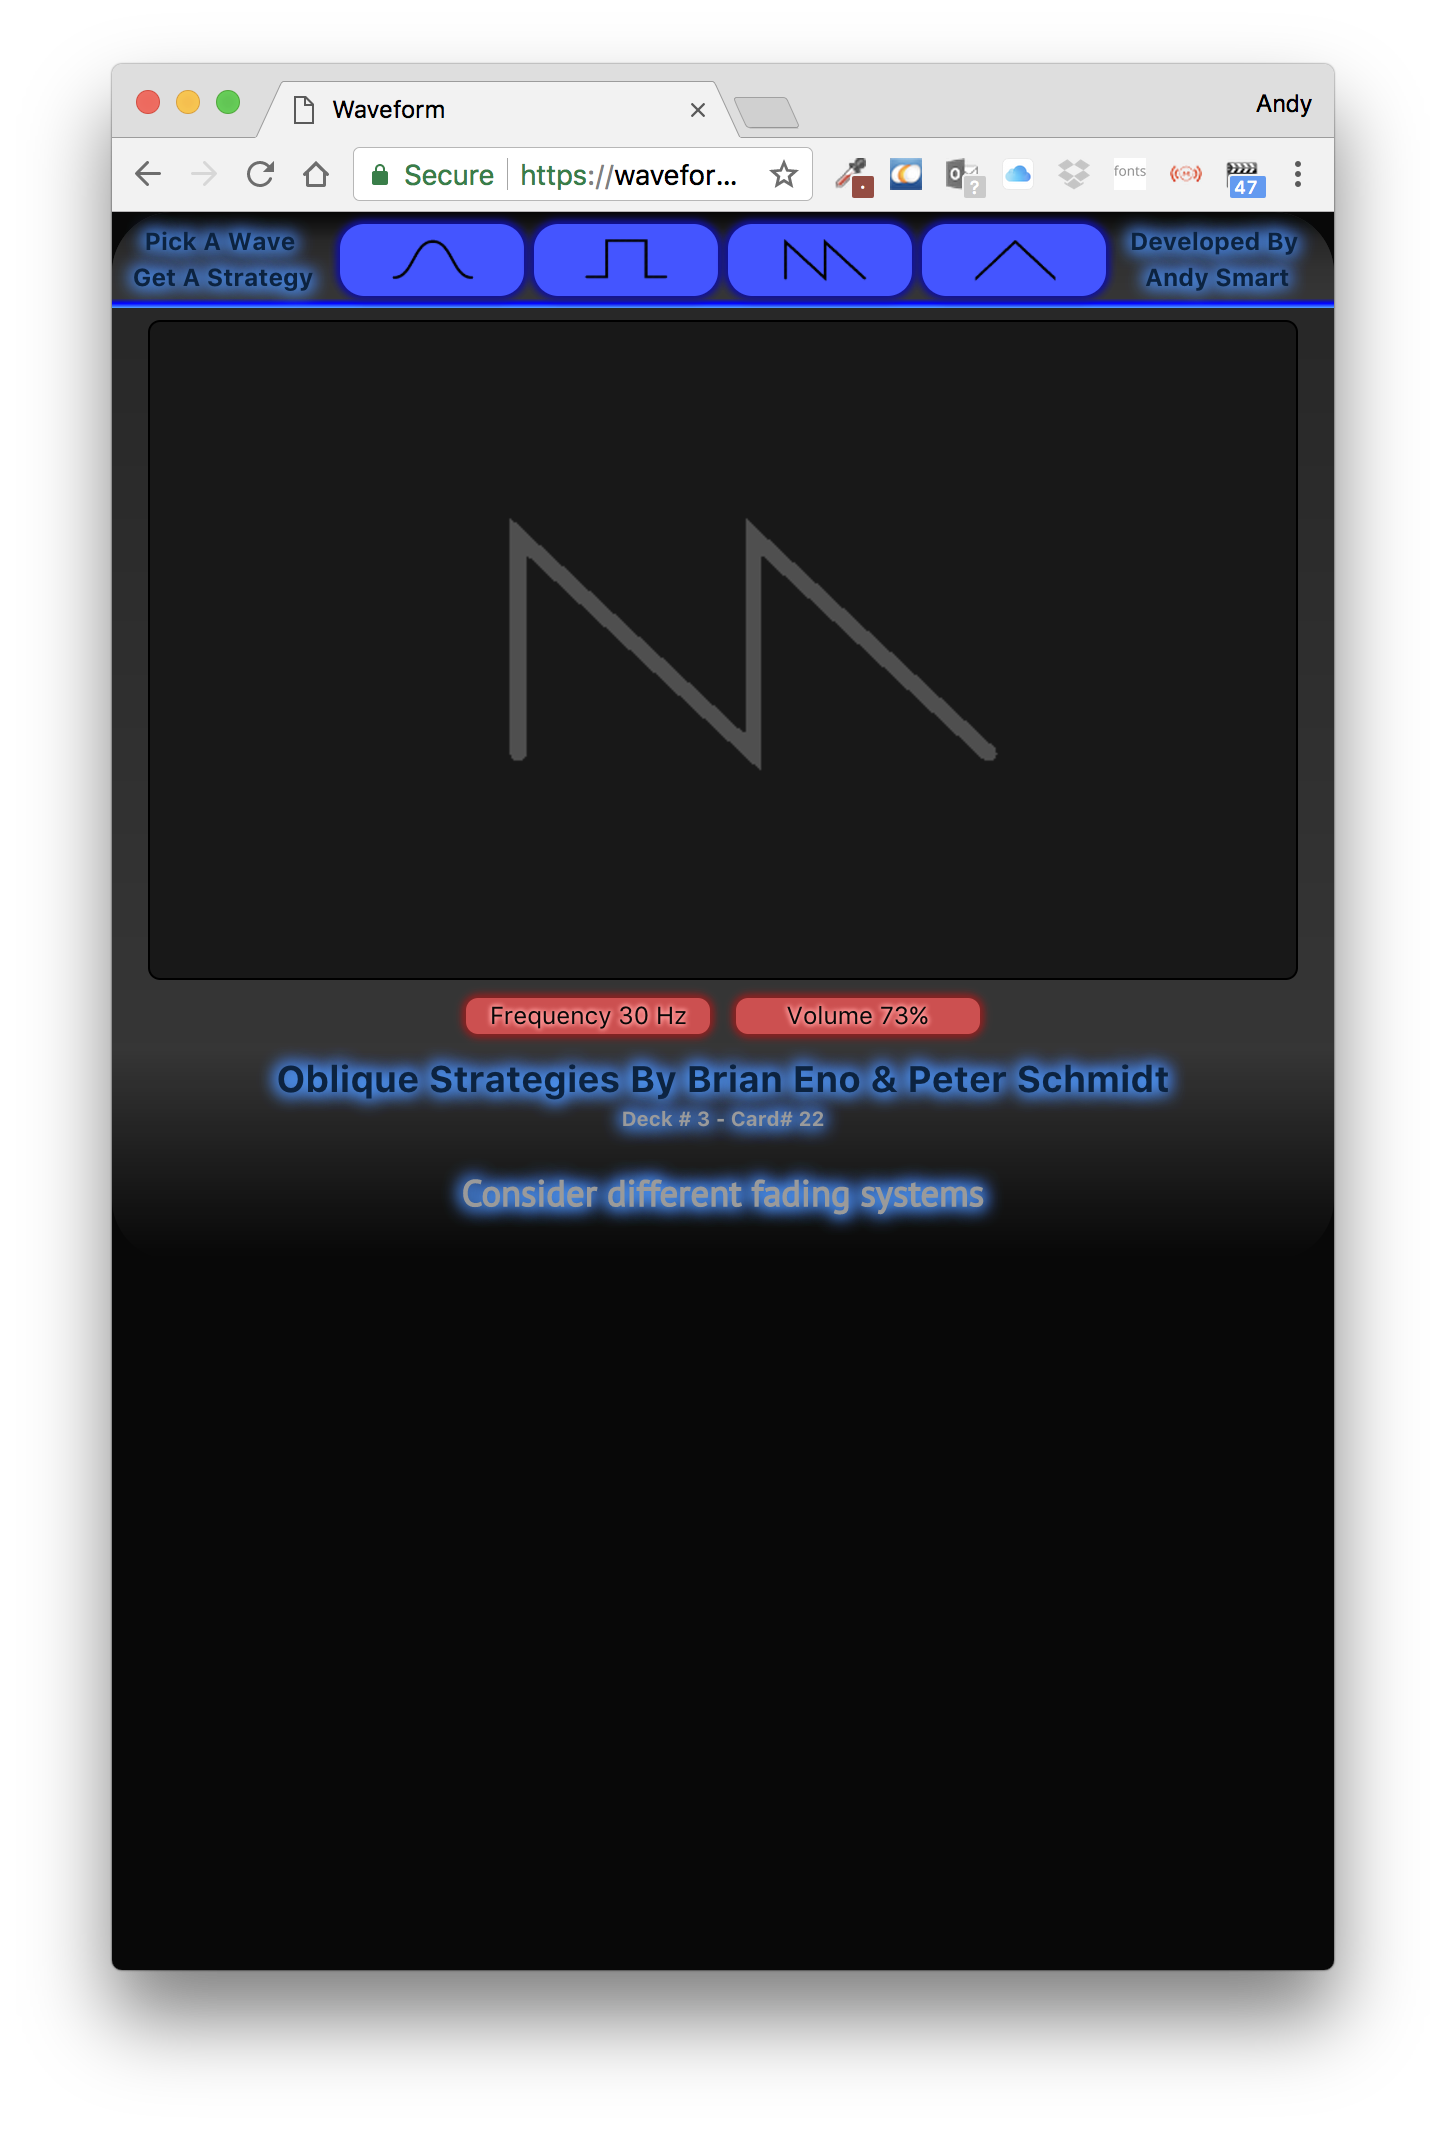 Waveform
Andy
Secure https://wavefor...
O
?
fonts
47
Pick A Wave
Get A Strategy
Developed By
Andy Smart
Frequency 30 Hz
Volume 73%
Oblique Strategies By Brian Eno & Peter Schmidt
Deck # 3 - Card# 22
Consider different fading systems